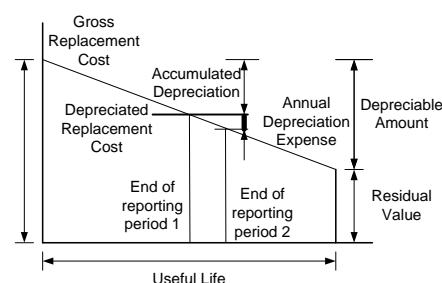 Gross
Replacement
Cost
Accumulated
Depreciation
Depreciated
Replacement
Cost
Annual
Depreciation
Expense
Depreciable
Amount
End of
reporting
period 1
End of
reporting
period 2
Residual
Value
Useful Life